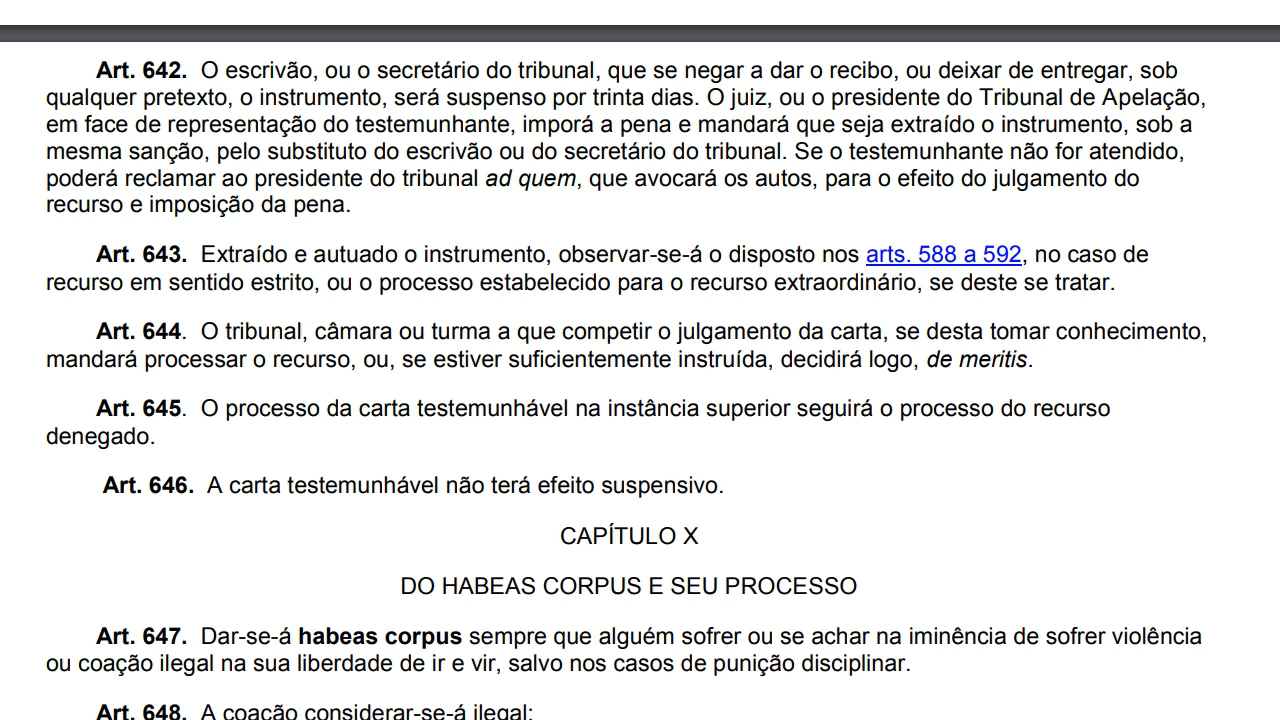 Art. 642. O escrivão, ou o secretário do tribunal, que se negar a dar o recibo, ou deixar de entregar, sob
qualquer pretexto, o instrumento, será suspenso por trinta dias. O juiz, ou o presidente do Tribunal de Apelação,
em face de representação do testemunhante, imporá a pena e mandará que seja extraído o instrumento, sob a
mesma sanção, pelo substituto do escrivão ou do secretário do tribunal. Se o testemunhante não for atendido,
poderá reclamar ao presidente do tribunal ad quem, que avocará os autos, para o efeito do julgamento do
recurso e imposição da pena.
Art. 643. Extraído e autuado o instrumento, observar-se-á o disposto nos arts. 588 a 592, no caso de
recurso em sentido estrito, ou o processo estabelecido para o recurso extraordinário, se deste se tratar.
Art. 644. O tribunal, câmara ou turma a que competir o julgamento da carta, se desta tomar conhecimento,
mandará processar o recurso, ou, se estiver suficientemente instruída, decidirá logo, de meritis.
Art. 645. O processo da carta testemunhável na instância superior seguirá o processo do recurso
denegado.
Art. 646. A carta testemunhável não terá efeito suspensivo.
CAPÍTULO X
DO HABEAS CORPUS E SEU PROCESSO
Art. 647. Dar-se-á habeas corpus sempre que alguém sofrer ou se achar na iminência de sofrer violência
ou coação ilegal na sua liberdade de ir e vir, salvo nos casos de punição disciplinar.
Art. 648. A coação considerar-se-á ilegal: